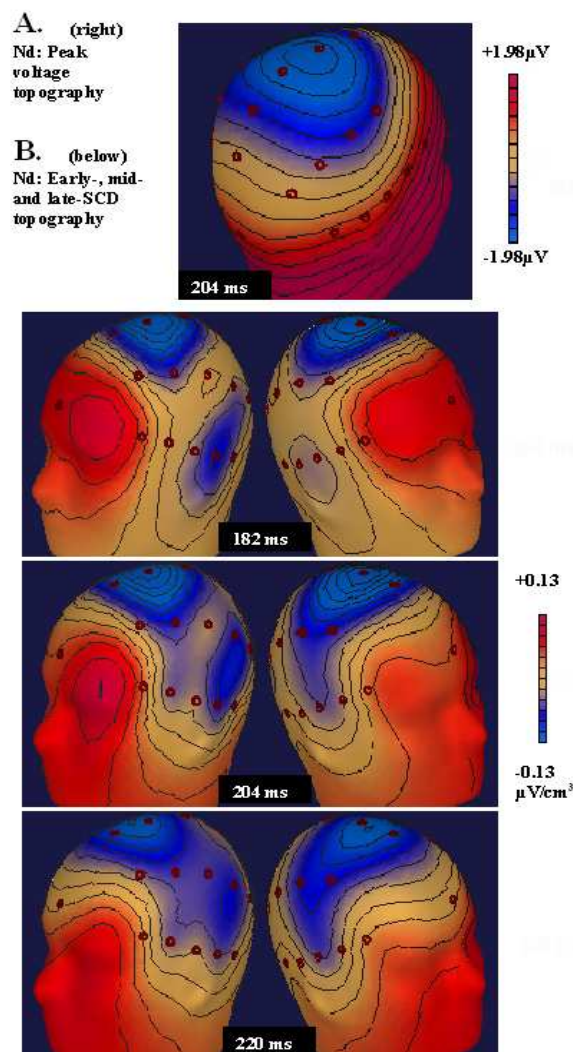 A. (right)
Nd: Peak
voltage
topography
B. (below)
Nd: Early-, mid-
and late-SCD
topography
+1.98µV
-1.98µV
204 ms
182 ms
+0.13
-0.13
µV/cm³
204 ms
220 ms